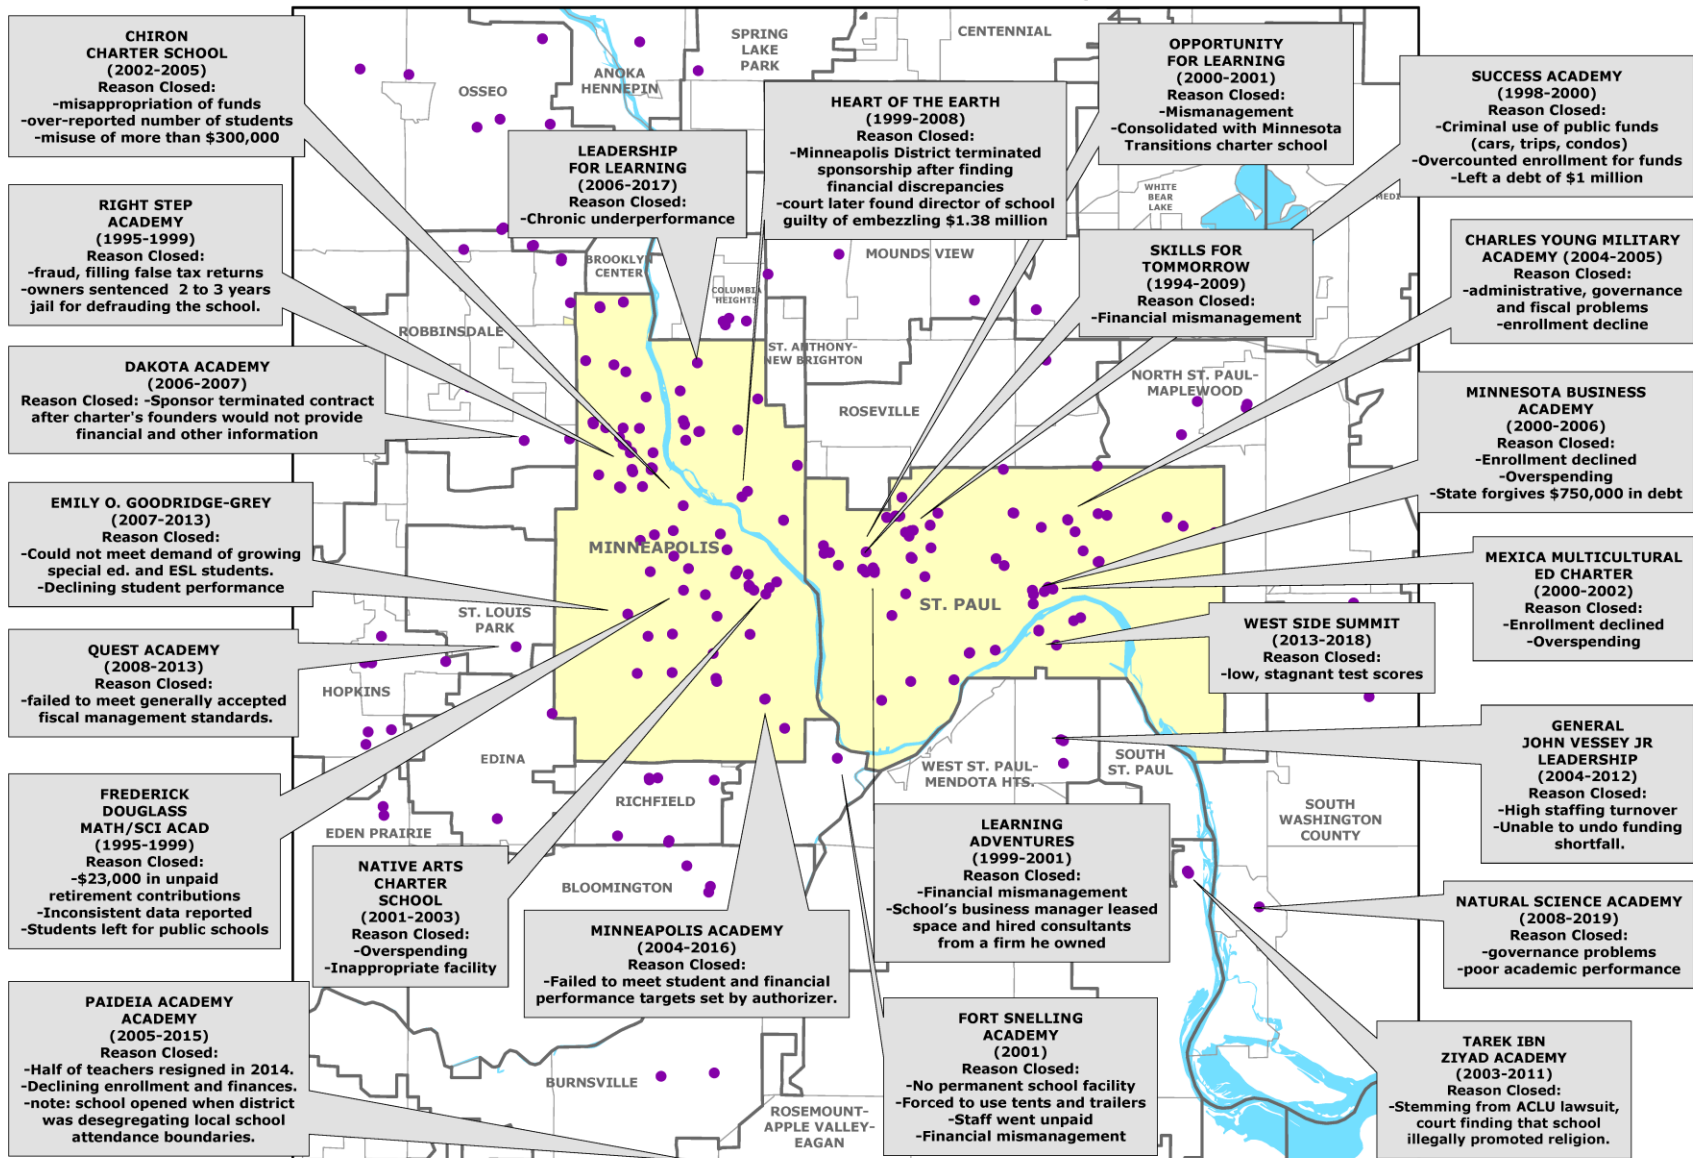 CHIRON
CHARTER SCHOOL
(2002-2005)
Reason Closed:
-misappropriation of funds
-over-reported number of students
-misuse of more than $300,000
RIGHT STEP
ACADEMY
(1995-1999)
Reason Closed:
-fraud, filling false tax returns
-owners sentenced 2 to 3 years
jail for defrauding the school.
DAKOTA ACADEMY
(2006-2007)
Reason Closed: -Sponsor terminated contract
after charter's founders would not provide
financial and other information
EMILY O. GOODRIDGE-GREY
(2007-2013)
Reason Closed:
-Could not meet demand of growing
special ed. and ESL students.
-Declining student performance
QUEST ACADEMY
(2008-2013)
Reason Closed:
-failed to meet generally accepted
fiscal management standards.
FREDERICK
DOUGLASS
MATH/SCI ACAD
(1995-1999)
Reason Closed:
-$23,000 in unpaid
retirement contributions
-Inconsistent data reported
-Students left for public schools
PAIDEIA ACADEMY
ACADEMY
(2005-2015)
Reason Closed:
-Half of teachers resigned in 2014.
-Declining enrollment and finances.
-note: school opened when district
was desegregating local school
attendance boundaries.
LEADERSHIP
FOR LEARNING
(2006-2017)
Reason Closed:
-Chronic underperformance
HEART OF THE EARTH
(1999-2008)
Reason Closed:
-Minneapolis District terminated
sponsorship after finding
financial discrepancies
-court later found director of school
guilty of embezzling $1.38 million
OPPORTUNITY
FOR LEARNING
(2000-2001)
Reason Closed:
-Mismanagement
-Consolidated with Minnesota
Transitions charter school
SUCCESS ACADEMY
(1998-2000)
Reason Closed:
-Criminal use of public funds
(cars, trips, condos)
-Overcounted enrollment for funds
-Left a debt of $1 million
SKILLS FOR
TOMMORROW
(1994-2009)
Reason Closed:
-Financial mismanagement
CHARLES YOUNG MILITARY
ACADEMY (2004-2005)
Reason Closed:
-administrative, governance
and fiscal problems
-enrollment decline
MINNESOTA BUSINESS
ACADEMY
(2000-2006)
Reason Closed:
-Enrollment declined
-Overspending
-State forgives $750,000 in debt
MEXICA MULTICULTURAL
ED CHARTER
(2000-2002)
Reason Closed:
-Enrollment declined
-Overspending
WEST SIDE SUMMIT
(2013-2018)
Reason Closed:
-low, stagnant test scores
GENERAL
JOHN VESSEY JR
LEADERSHIP
(2004-2012)
Reason Closed:
-High staffing turnover
-Unable to undo funding
shortfall.
NATURAL SCIENCE ACADEMY
(2008-2019)
Reason Closed:
-governance problems
-poor academic performance
TAREK IBN
ZIYAD ACADEMY
(2003-2011)
Reason Closed:
-Stemming from ACLU lawsuit,
court finding that school
illegally promoted religion.
NATIVE ARTS
CHARTER
SCHOOL
(2001-2003)
Reason Closed:
-Overspending
-Inappropriate facility
MINNEAPOLIS ACADEMY
(2004-2016)
Reason Closed:
-Failed to meet student and financial
performance targets set by authorizer.
LEARNING
ADVENTURES
(1999-2001)
Reason Closed:
-Financial mismanagement
-School's business manager leased
space and hired consultants
from a firm he owned
FORT SNELLING
ACADEMY
(2001)
Reason Closed:
-No permanent school facility
-Forced to use tents and trailers
-Staff went unpaid
-Financial mismanagement
OSSEO
ANOKA
HENNEPIN
SPRING
LAKE
PARK
CENTENNIAL
WHITE
BEAR
LAKE
MOUNDS VIEW
BROOKLYN
CENTER
COLUMBIA
HEIGHTS
ROBBINSDALE
ST. ANTHONY-
NEW BRIGHTON
ROSEVILLE
NORTH ST. PAUL-
MAPLEWOOD
MINNEAPOLIS
ST. PAUL
ST. LOUIS
PARK
HOPKINS
EDINA
RICHFIELD
EDEN PRAIRIE
BLOOMINGTON
WEST ST. PAUL-
MENDOTA HTS.
SOUTH
ST. PAUL
SOUTH
WASHINGTON
COUNTY
BURNSVILLE
ROSEMOUNT-
APPLE VALLEY-
EAGAN